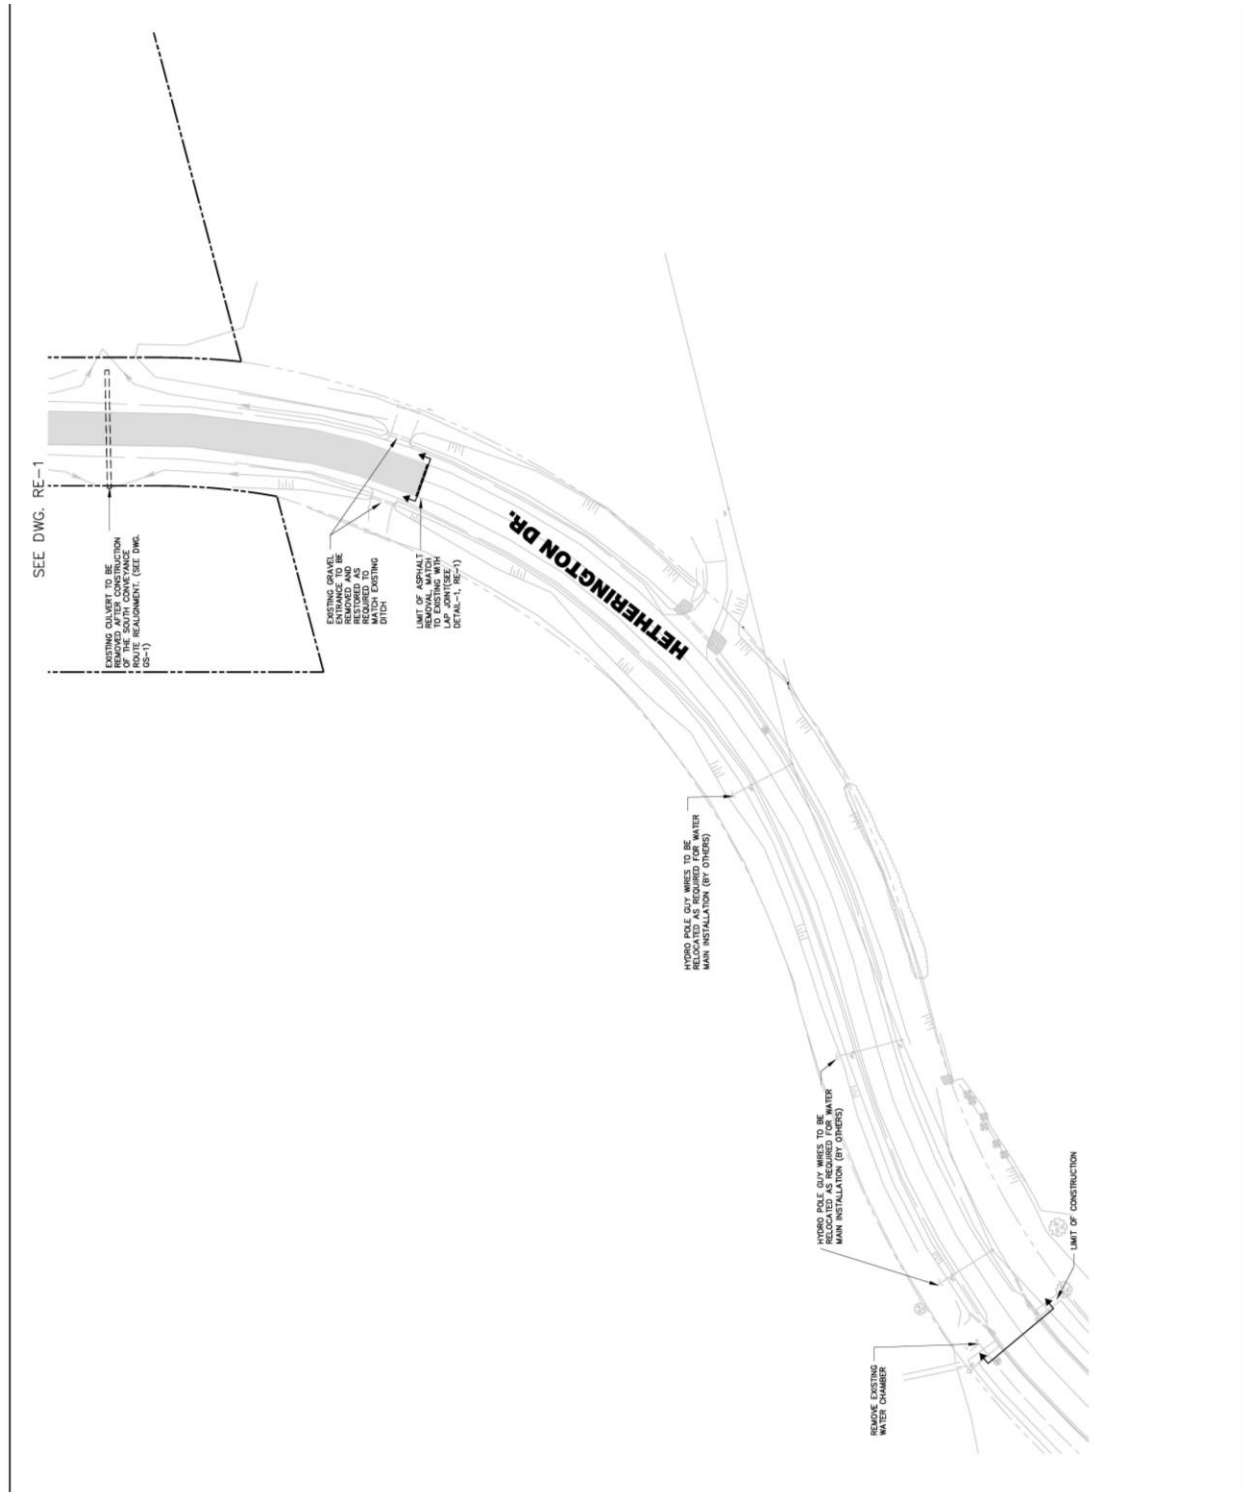 SEE DWG. RE-1
EXISTING CULVERT TO BE
REMOVED AFTER CONSTRUCTION
OF THE SOUTH CONVEYANCE
ROUTE REALIGNMENT. (SEE DWG.
GS-1)
EXISTING GRAVEL
ENTRANCE TO BE
REMOVED AND
RESTORED AS
REQUIRED TO
MATCH EXISTING
DITCH
LIMIT OF ASPHALT
REMOVAL, MATCH
TO EXISTING WITH
LAP JOINT(SEE
DETAIL-1, RE-1)
HETHERINGTON DR.
HYDRO POLE GUY WIRES TO BE
RELOCATED AS REQUIRED FOR WATER
MAIN INSTALLATION (BY OTHERS)
HYDRO POLE GUY WIRES TO BE
RELOCATED AS REQUIRED FOR WATER
MAIN INSTALLATION (BY OTHERS)
REMOVE EXISTING
WATER CHAMBER
LIMIT OF CONSTRUCTION